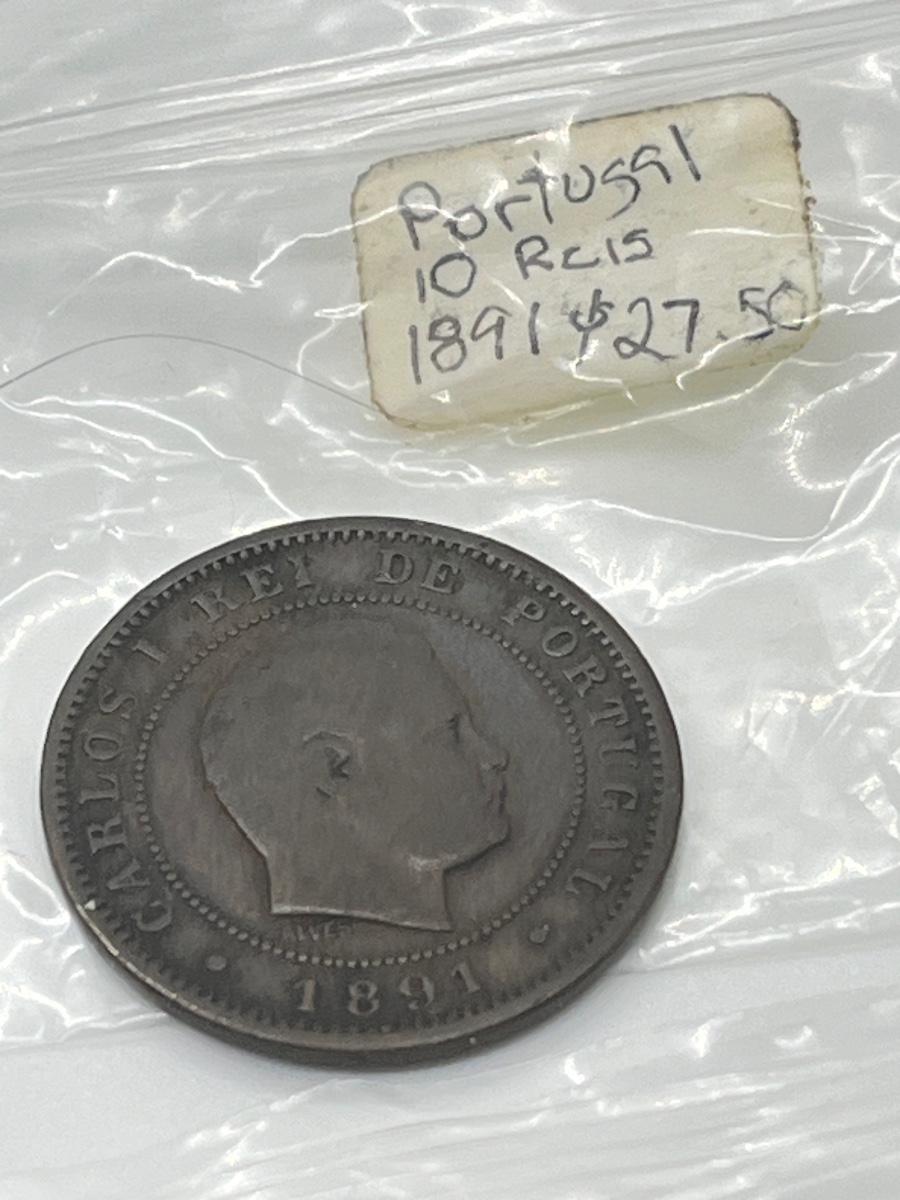 Portugal
10 Reis
1891 $27.50
CARLOS I REI DE PORTUGAL
1891